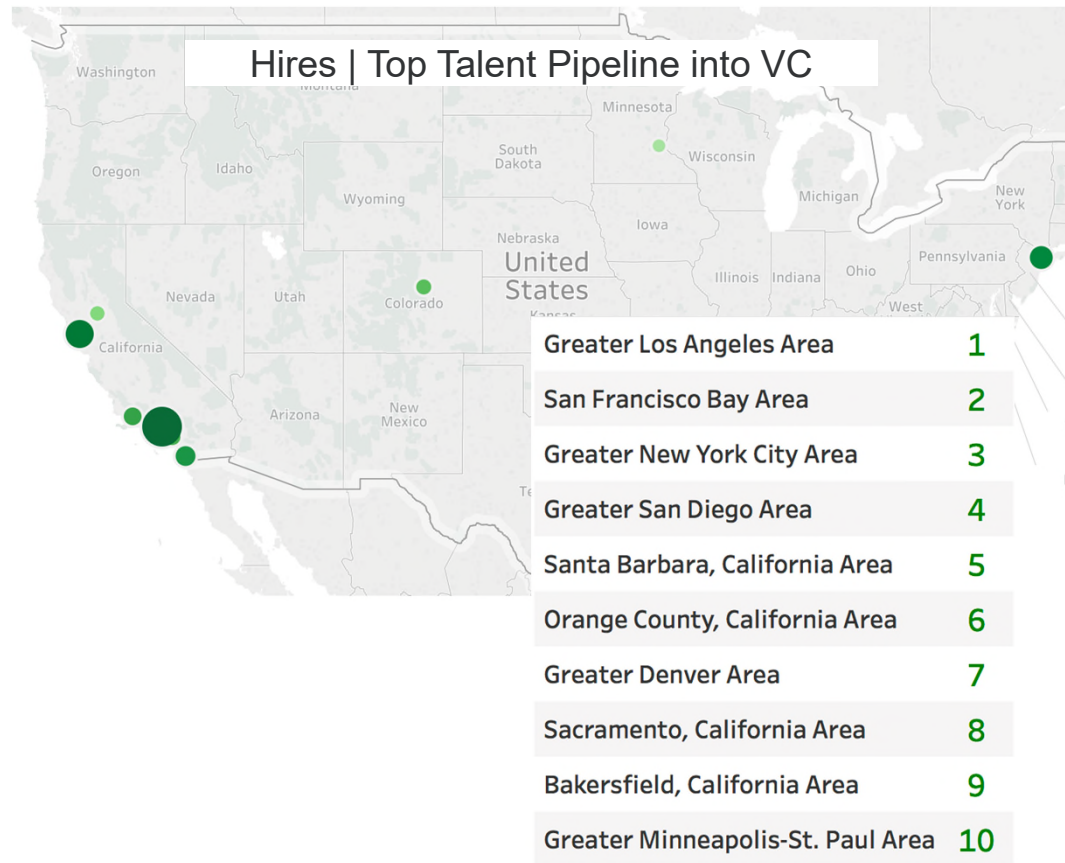 Hires | Top Talent Pipeline into VC
Washington
Montana
Minnesota
Oregon
Idaho
South
Dakota
Wisconsin
Michigan
Wyoming
New
York
Iowa
Nebraska
Pennsylvania
United
States
Nevada
Utah
Colorado
Illinois
Indiana
Ohio
West
Kansas
California
Arizona
New
Mexico
Te
Greater Los Angeles Area 1
San Francisco Bay Area 2
Greater New York City Area 3
Greater San Diego Area 4
Santa Barbara, California Area 5
Orange County, California Area 6
Greater Denver Area 7
Sacramento, California Area 8
Bakersfield, California Area 9
Greater Minneapolis-St. Paul Area 10